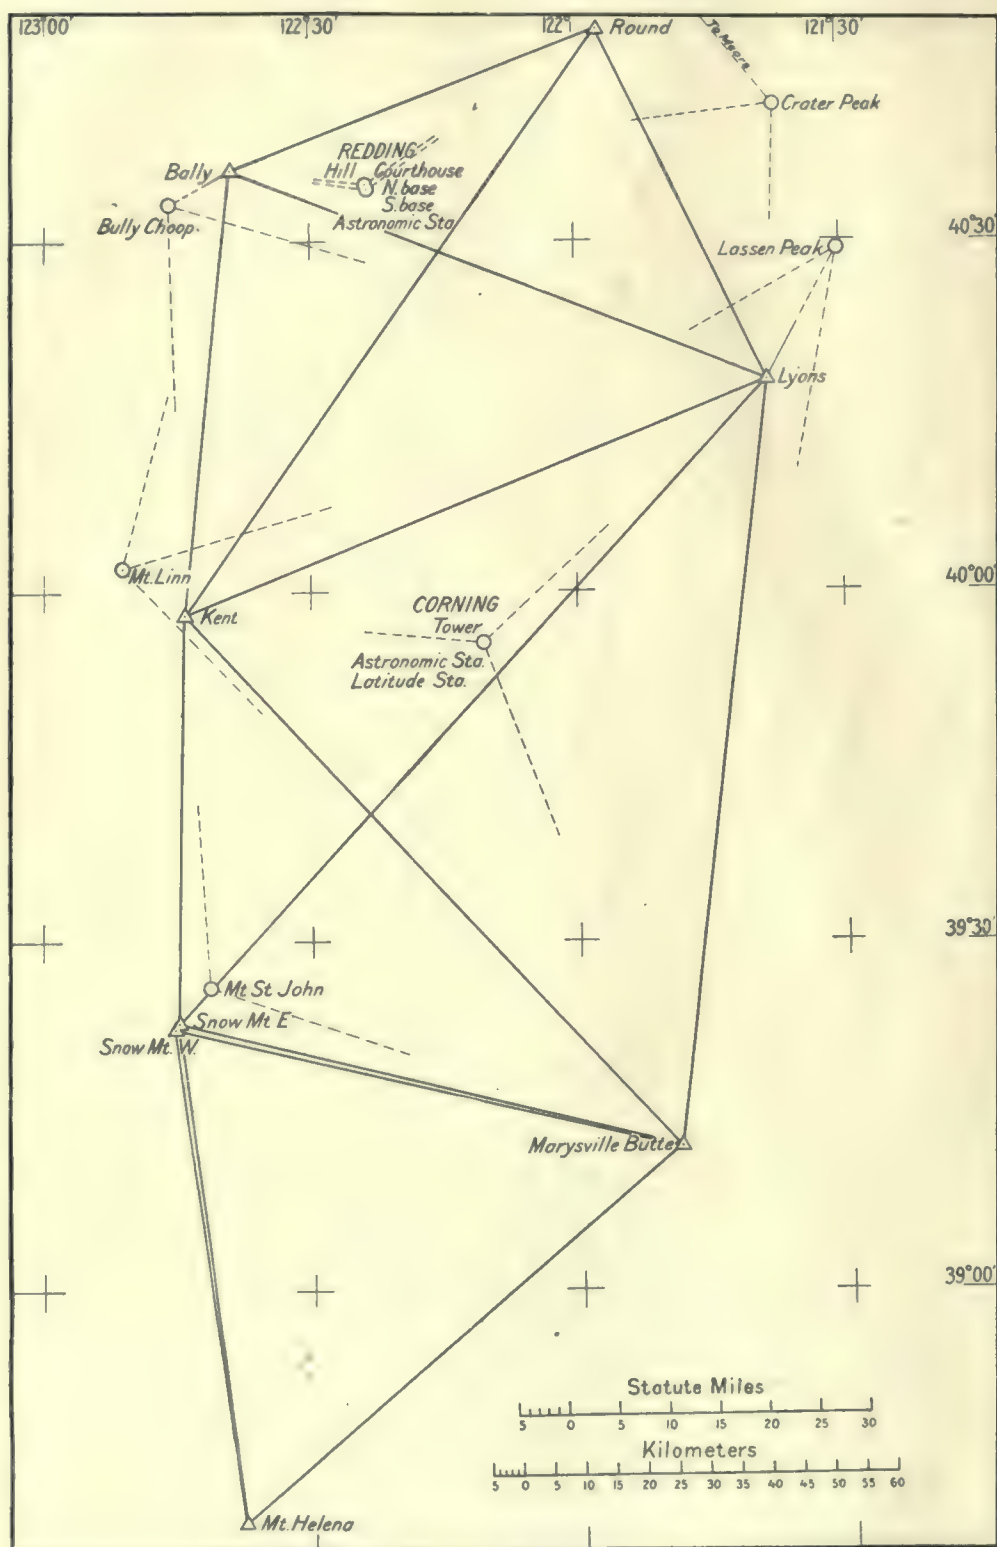 123°00' 122°30' 122° 121°30'
Round
To Moore
Crater Peak
REDDING
Hill Courthouse
N. base
S. base
Astronomic Sta.
Bally
Bully Choop.
40°30'
Lassen Peak
Lyons
Mt. Linn
40°00'
Kent
CORNING
Tower
Astronomic Sta.
Latitude Sta.
39°30'
Mt St John
Snow Mt E
Snow Mt. W.
Marysville Butte
39°00'
Statute Miles
5 0 5 10 15 20 25 30
Kilometers
5 0 5 10 15 20 25 30 35 40 45 50 55 60
Mt. Helena